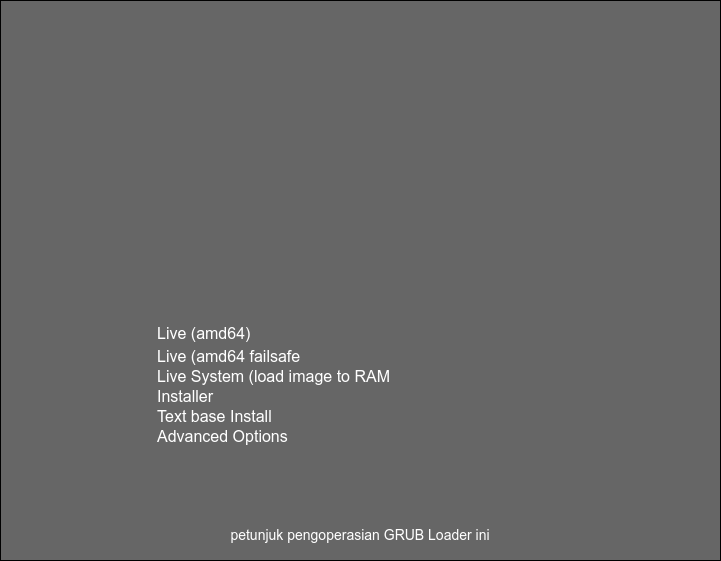 Live (amd64)
Live (amd64 failsafe
Live System (load image to RAM
Installer
Text base Install
Advanced Options
petunjuk pengoperasian GRUB Loader ini